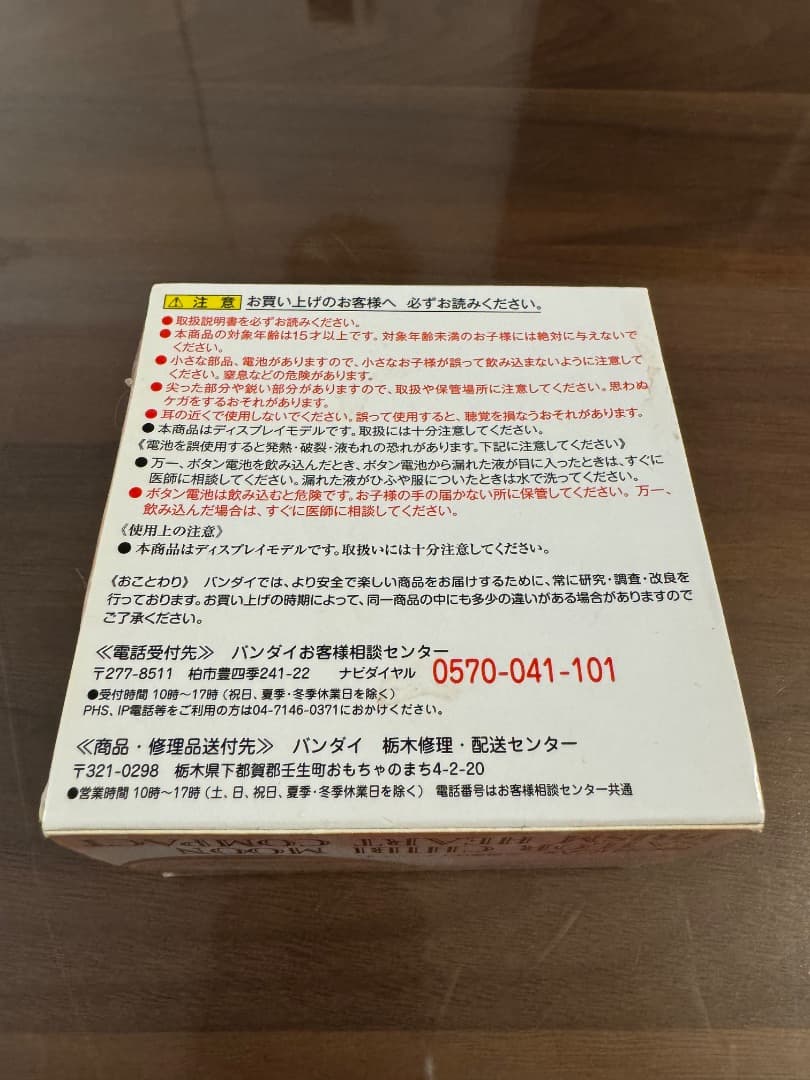 ⚠ 注意 お買い上げのお客様へ 必ずお読みください。
●取扱説明書を必ずお読みください。
●本商品の対象年齢は15才以上です。対象年齢未満のお子様には絶対に与えないで
ください。
●小さな部品、電池がありますので、小さなお子様が誤って飲み込まないように注意して
ください。窒息などの危険があります。
●尖った部分や鋭い部分がありますので、取扱や保管場所に注意してください。思わぬ
ケガをするおそれがあります。
●耳の近くで使用しないでください。誤って使用すると、聴覚を損なうおそれがあります。
●本商品はディスプレイモデルです。取扱には十分注意してください。
《電池を誤使用すると発熱・破裂・液もれの恐れがあります。下記に注意してください》
●万一、ボタン電池を飲み込んだとき、ボタン電池から漏れた液が目に入ったときは、すぐに
医師に相談してください。漏れた液がひふや服についたときは水で洗ってください。
●ボタン電池は飲み込むと危険です。お子様の手の届かない所に保管してください。万一、
飲み込んだ場合は、すぐに医師に相談してください。
《使用上の注意》
●本商品はディスプレイモデルです。取扱いには十分注意してください。
《おことわり》 バンダイでは、より安全で楽しい商品をお届けするために、常に研究・調査・改良を
行っております。お買い上げの時期によって、同一商品の中にも多少の違いがある場合がありますので
ご了承ください。
≪電話受付先≫ バンダイお客様相談センター
〒277-8511 柏市豊四季241-22 ナビダイヤル 0570-041-101
●受付時間 10時〜17時（祝日、夏季・冬季休業日を除く）
PHS、IP電話等をご利用の方は04-7146-0371におかけください。
≪商品・修理品送付先≫ バンダイ 栃木修理・配送センター
〒321-0298 栃木県下都賀郡壬生町おもちゃのまち4-2-20
●営業時間 10時〜17時（土、日、祝日、夏季・冬季休業日を除く） 電話番号はお客様相談センター共通
MOON
HEART COMPACT